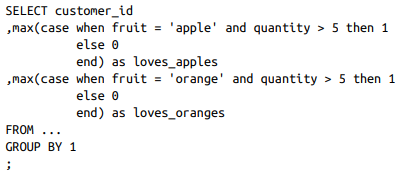 SELECT customer_id
,max(case when fruit = 'apple' and quantity > 5 then 1
else 0
end) as loves_apples
,max(case when fruit = 'orange' and quantity > 5 then 1
else 0
end) as loves_oranges
FROM ...
GROUP BY 1
;